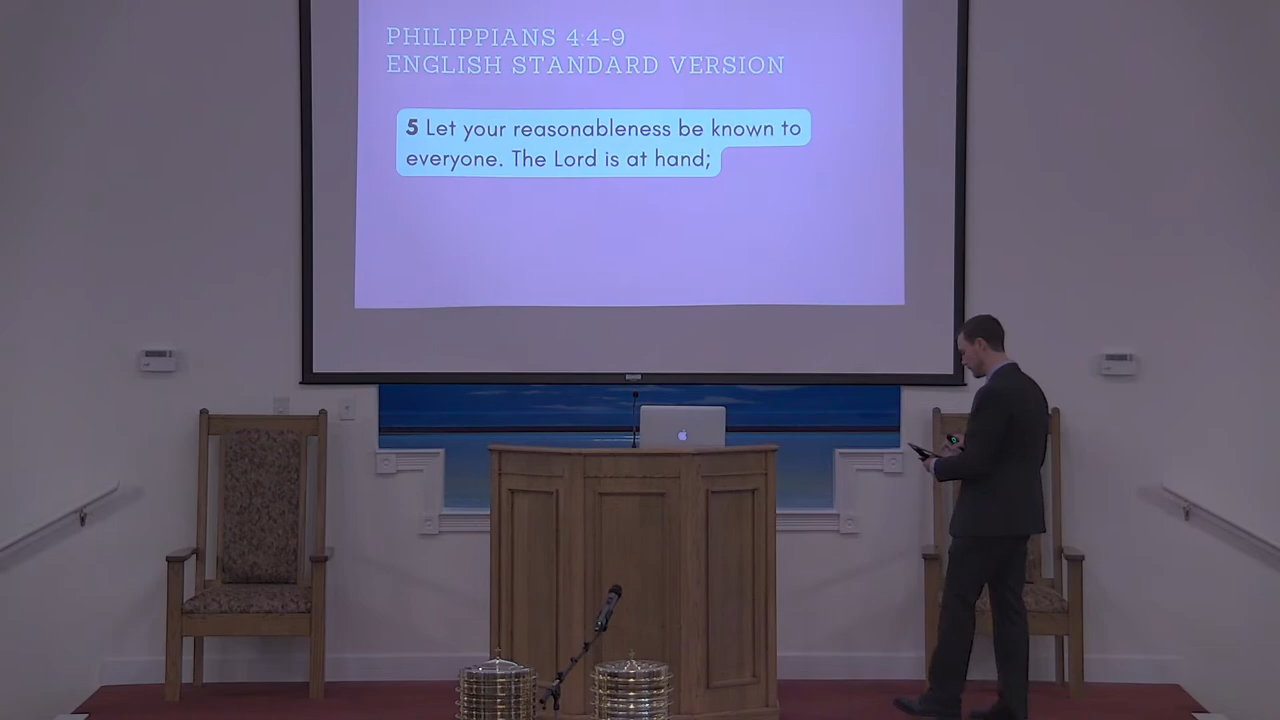 PHILIPPIANS 4:4-9
ENGLISH STANDARD VERSION
5 Let your reasonableness be known to
everyone. The Lord is at hand;